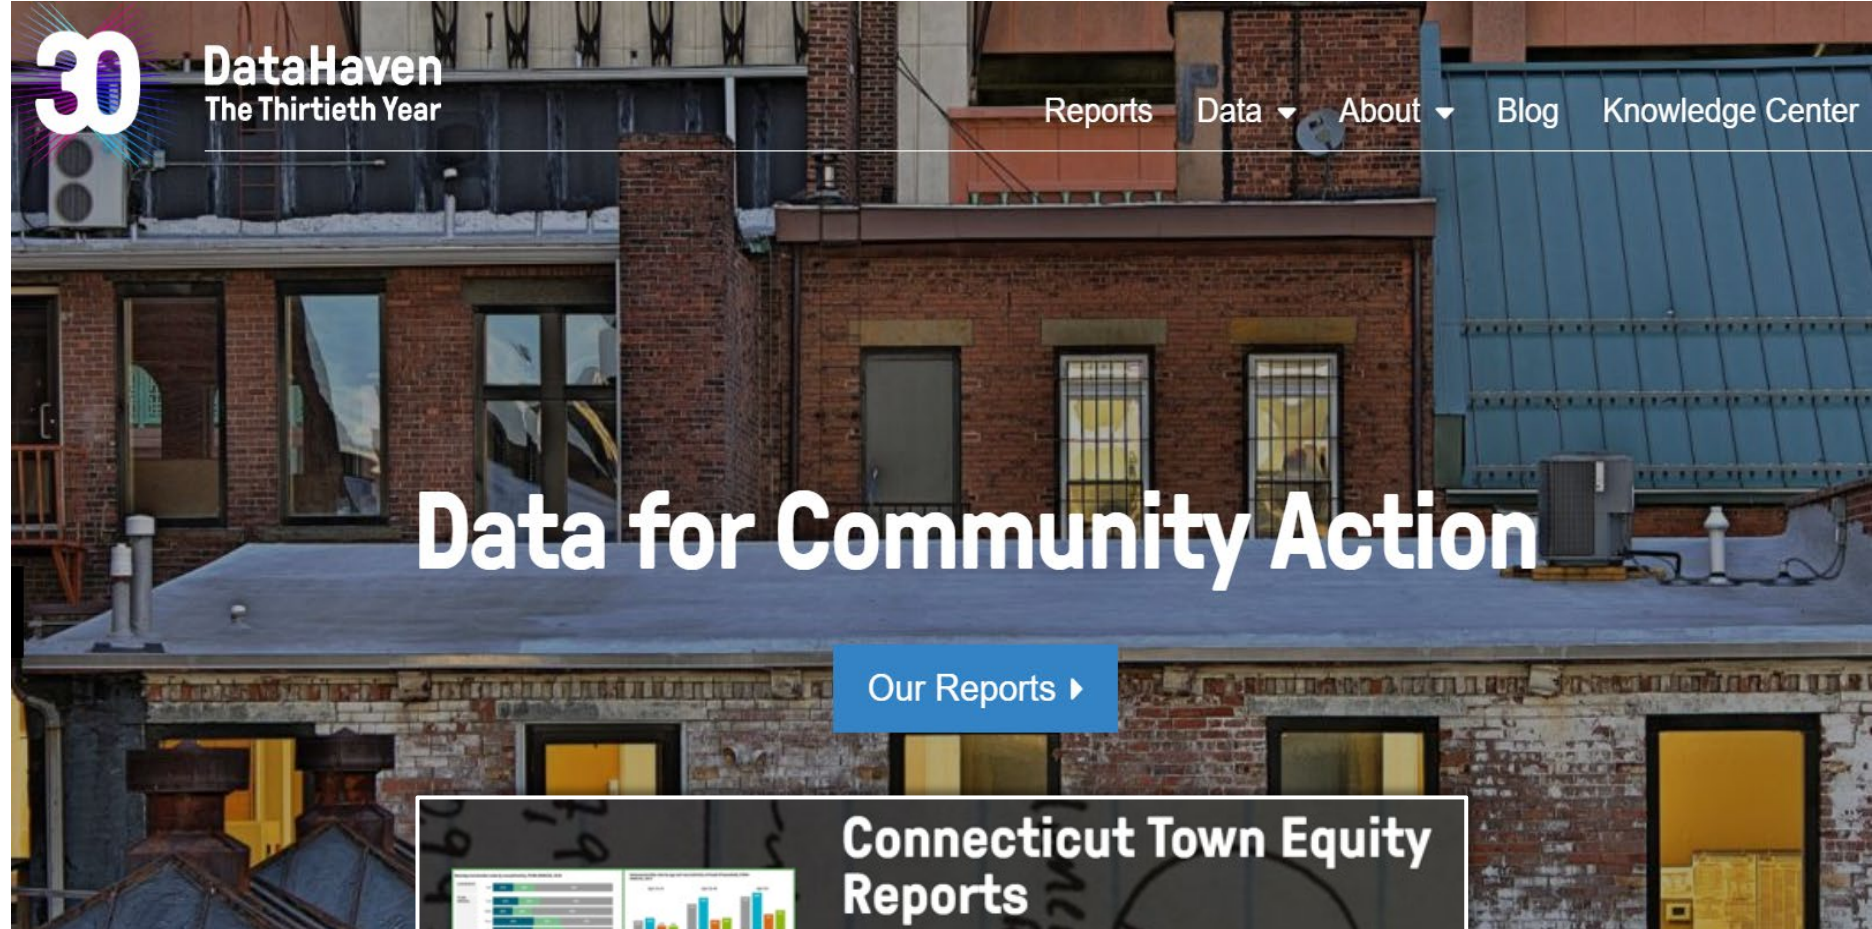 30
DataHaven
The Thirtieth Year
Reports Data About Blog Knowledge Center
Data for Community Action
Our Reports
Connecticut Town Equity
Reports